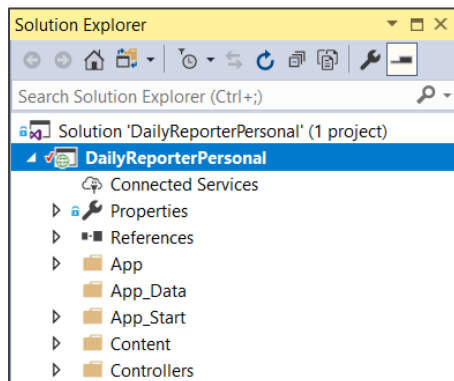 Solution Explorer
Search Solution Explorer (Ctrl+;)
Solution 'DailyReporterPersonal' (1 project)
DailyReporterPersonal
Connected Services
Properties
References
App
App_Data
App_Start
Content
Controllers